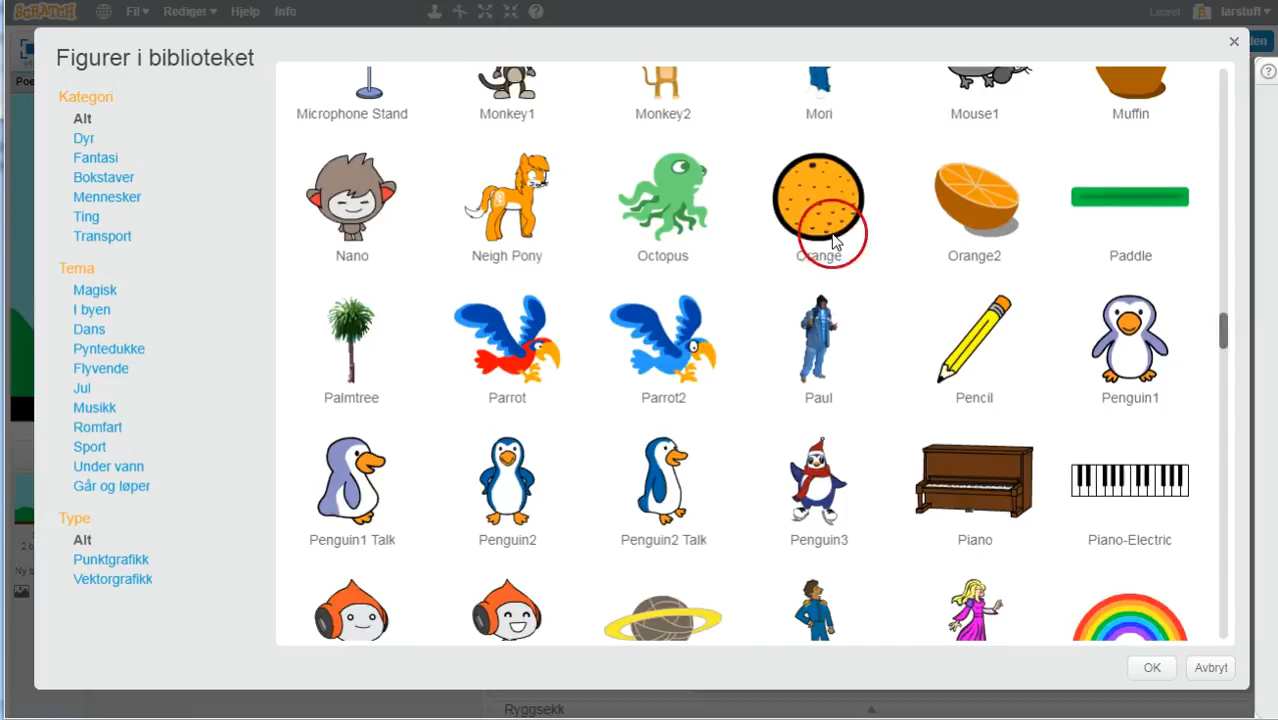 SCRATCH Fil Rediger Hjelp Info Lagret larstufl
Figurer i biblioteket
Kategori
Alt
Dyr
Fantasi
Bokstaver
Mennesker
Ting
Transport
Tema
Magisk
I byen
Dans
Pyntedukke
Flyvende
Jul
Musikk
Romfart
Sport
Under vann
Går og løper
Type
Alt
Punktgrafikk
Vektorgrafikk
Microphone Stand Monkey1 Monkey2 Mori Mouse1 Muffin
Nano Neigh Pony Octopus Orange Orange2 Paddle
Palmtree Parrot Parrot2 Paul Pencil Penguin1
Penguin1 Talk Penguin2 Penguin2 Talk Penguin3 Piano Piano-Electric
OK Avbryt
Ryggsekk